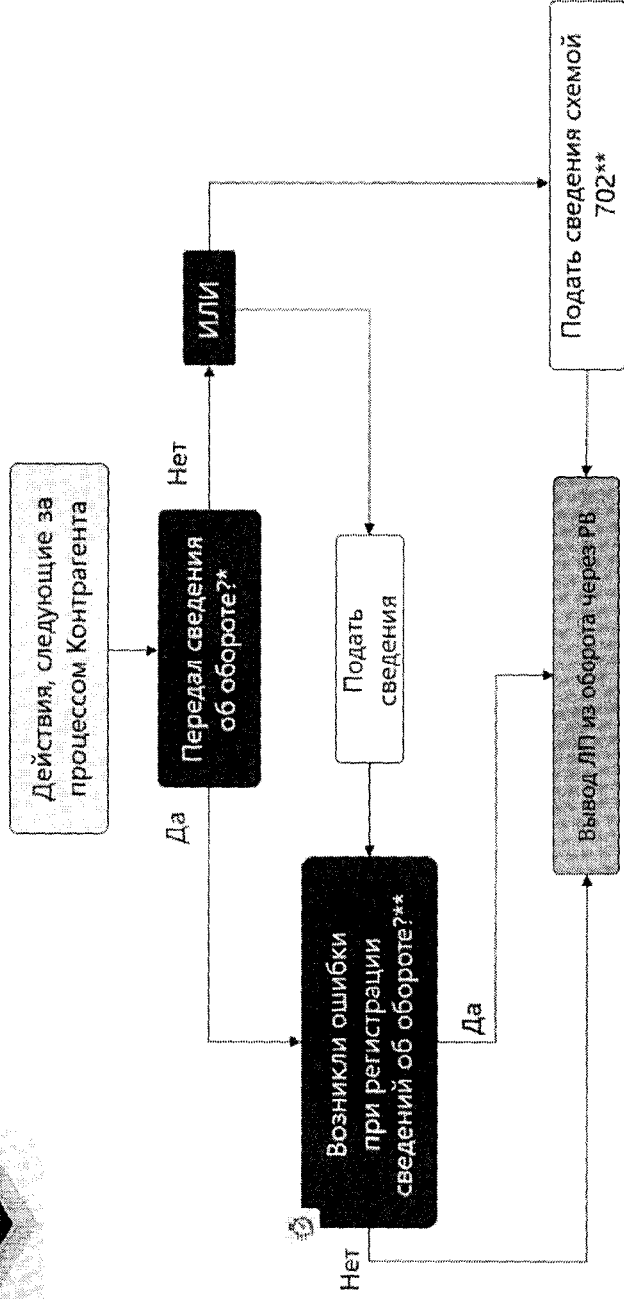 Действия, следующие за
процессом Контрагента
Передал сведения
об обороте?*
Да
Нет
ИЛИ
Возникли ошибки
при регистрации
сведений об обороте?**
Подать
сведения
Нет
Да
Вывод ЛП из оборота через РВ
Подать сведения схемой
702**